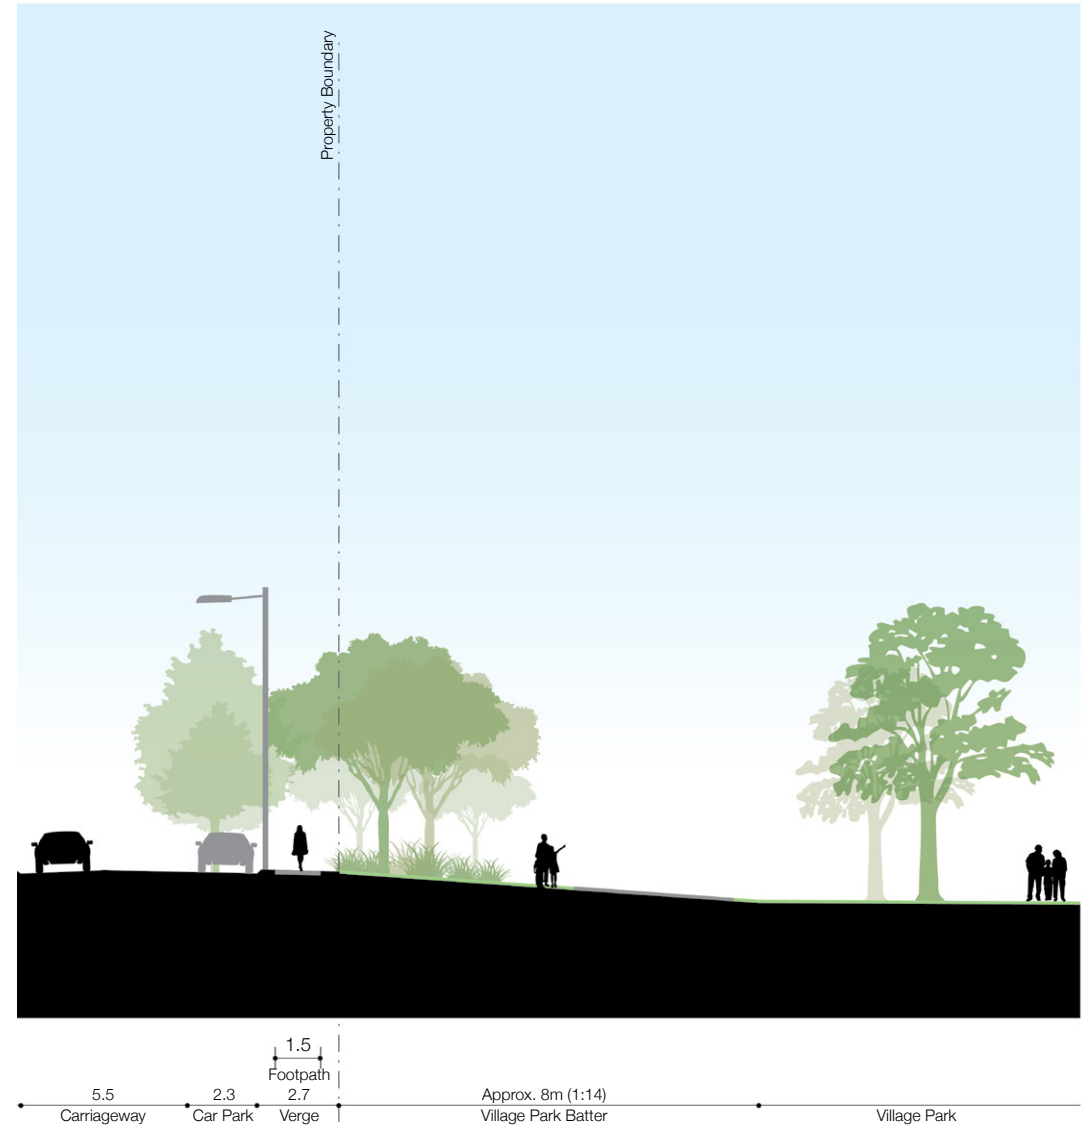 Property Boundary
1.5
Footpath
5.5
2.3
2.7
Approx. 8m (1:14)
Carriageway
Car Park
Verge
Village Park Batter
Village Park